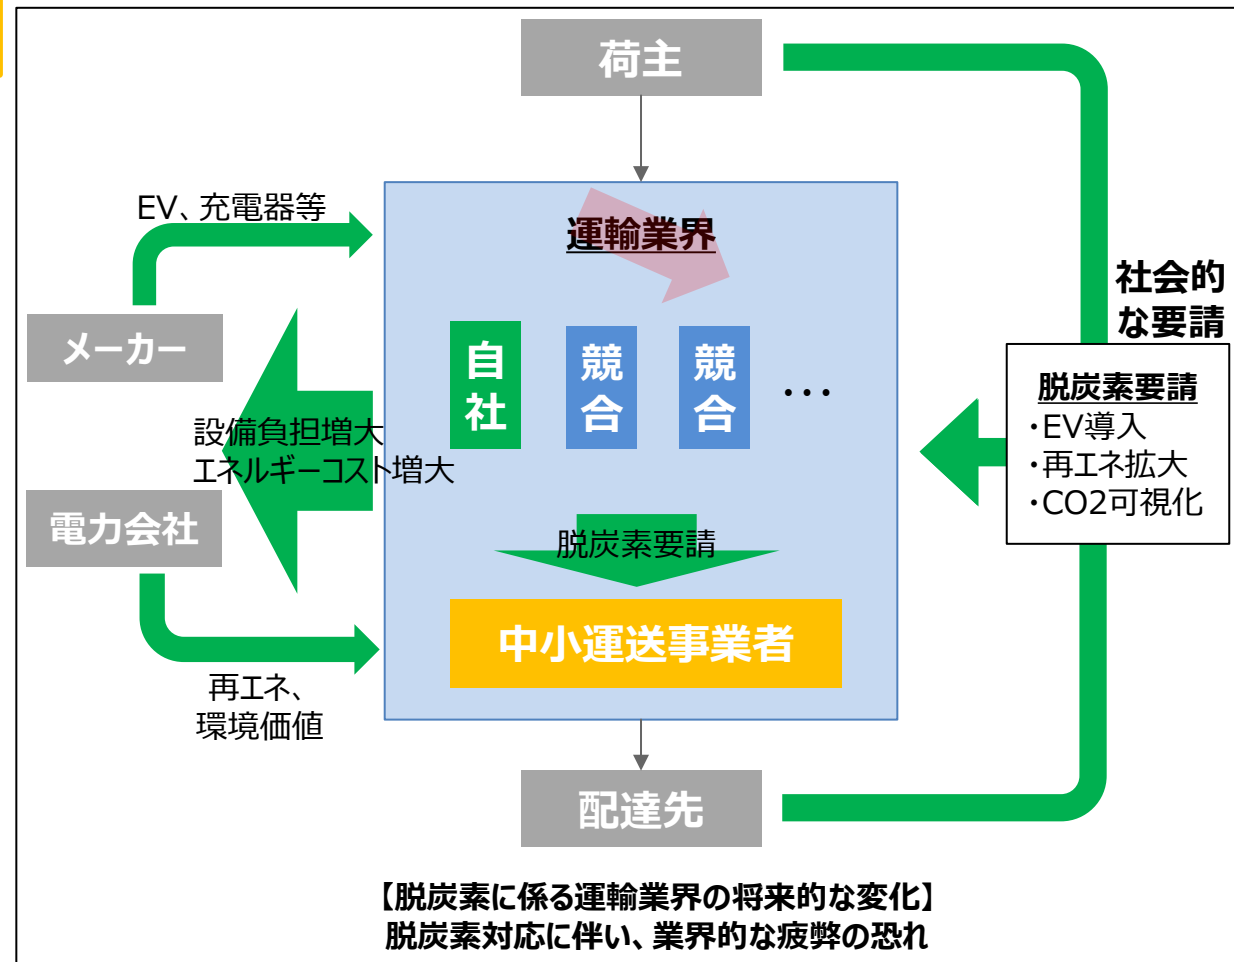 荷主
EV、充電器等
運輸業界
社会的
な要請
メーカー
自社
競合
競合
・・・
脱炭素要請
・EV導入
・再エネ拡大
・CO2可視化
設備負担増大
エネルギーコスト増大
電力会社
脱炭素要請
中小運送事業者
再エネ、
環境価値
配達先
【脱炭素に係る運輸業界の将来的な変化】
脱炭素対応に伴い、業界的な疲弊の恐れ